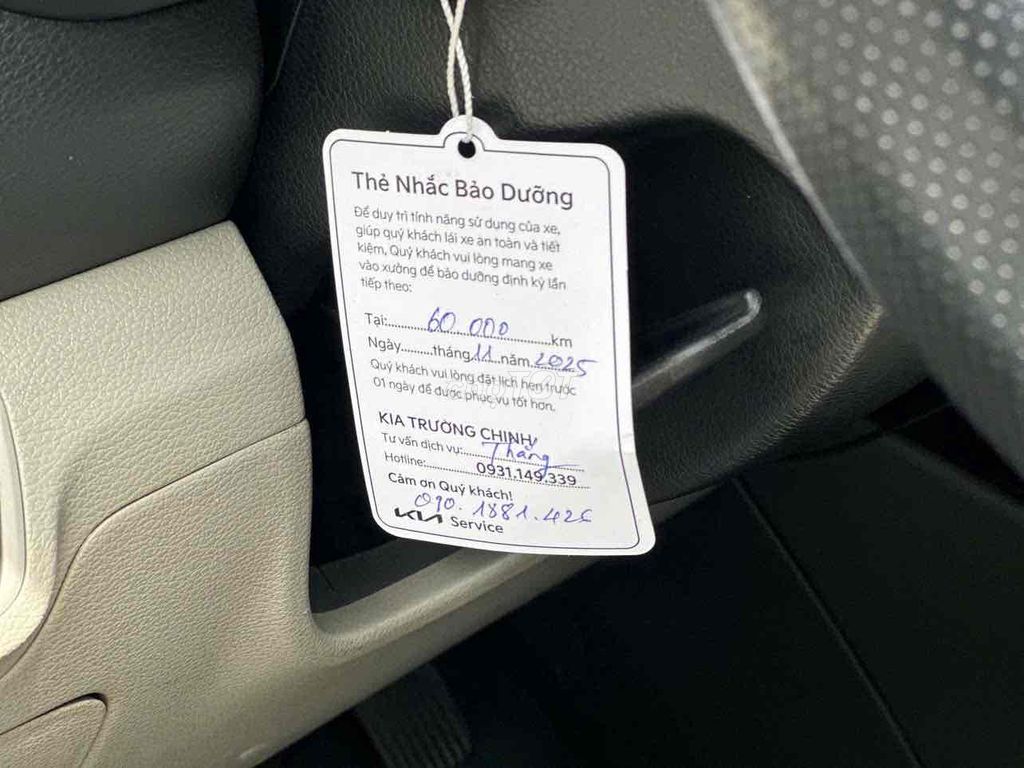 Thẻ Nhắc Bảo Dưỡng
Để duy trì tính năng sử dụng của xe,
giúp quý khách lái xe an toàn và tiết
kiệm, Quý khách vui lòng mang xe
vào xưởng để bảo dưỡng định kỳ lần
tiếp theo:
Tại:......60 000......km
Ngày.........tháng 11 năm 2025
Quý khách vui lòng đặt lịch hẹn trước
01 ngày để được phục vụ tốt hơn.
KIA TRƯỜNG CHINH
Tư vấn dịch vụ: Thắng
Hotline: 0931.149.339
Cảm ơn Quý khách!
090.1881.426
KIA Service